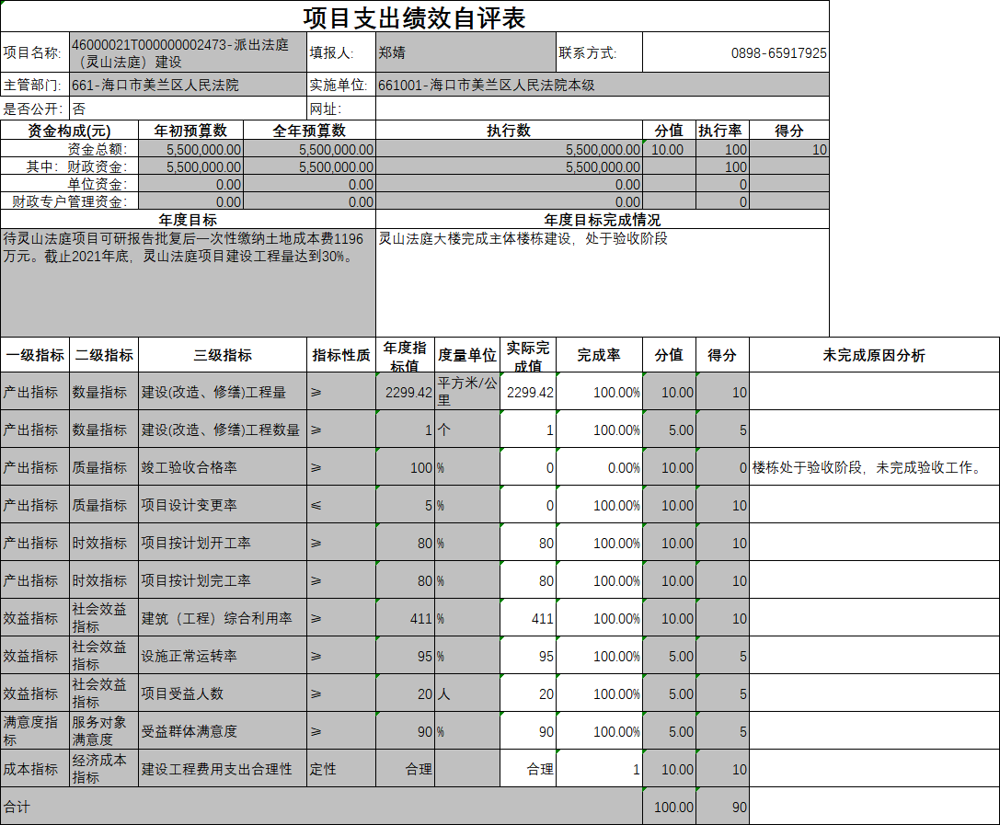 项目支出绩效自评表
项目名称: 46000021T000000002473-派出法庭（灵山法庭）建设 填报人: 郑婧 联系方式: 0898-65917925
主管部门: 661-海口市美兰区人民法院 实施单位: 661001-海口市美兰区人民法院本级
是否公开: 否 网址:
资金构成(元) 年初预算数 全年预算数 执行数 分值 执行率 得分
资金总额: 5,500,000.00 5,500,000.00 5,500,000.00 10.00 100 10
其中: 财政资金: 5,500,000.00 5,500,000.00 5,500,000.00 100
单位资金: 0.00 0.00 0.00 0
财政专户管理资金: 0.00 0.00 0.00 0
年度目标 年度目标完成情况
待灵山法庭项目可研报告批复后一次性缴纳土地成本费1196万元。截止2021年底，灵山法庭项目建设工程量达到30%。 灵山法庭大楼完成主体楼栋建设，处于验收阶段
一级指标 二级指标 三级指标 指标性质 年度指标值 度量单位 实际完成值 完成率 分值 得分 未完成原因分析
产出指标 数量指标 建设(改造、修缮)工程量 ≥ 2299.42 平方米/公里 2299.42 100.00% 10.00 10
产出指标 数量指标 建设(改造、修缮)工程数量 ≥ 1 个 1 100.00% 5.00 5
产出指标 质量指标 竣工验收合格率 ≥ 100 % 0 0.00% 10.00 0 楼栋处于验收阶段，未完成验收工作。
产出指标 质量指标 项目设计变更率 ≤ 5 % 0 100.00% 10.00 10
产出指标 时效指标 项目按计划开工率 ≥ 80 % 80 100.00% 10.00 10
产出指标 时效指标 项目按计划完工率 ≥ 80 % 80 100.00% 10.00 10
效益指标 社会效益指标 建筑（工程）综合利用率 ≥ 411 % 411 100.00% 10.00 10
效益指标 社会效益指标 设施正常运转率 ≥ 95 % 95 100.00% 5.00 5
效益指标 社会效益指标 项目受益人数 ≥ 20 人 20 100.00% 5.00 5
满意度指标 服务对象满意度 受益群体满意度 ≥ 90 % 90 100.00% 5.00 5
成本指标 经济成本指标 建设工程费用支出合理性 定性 合理 合理 1 10.00 10
合计 100.00 90